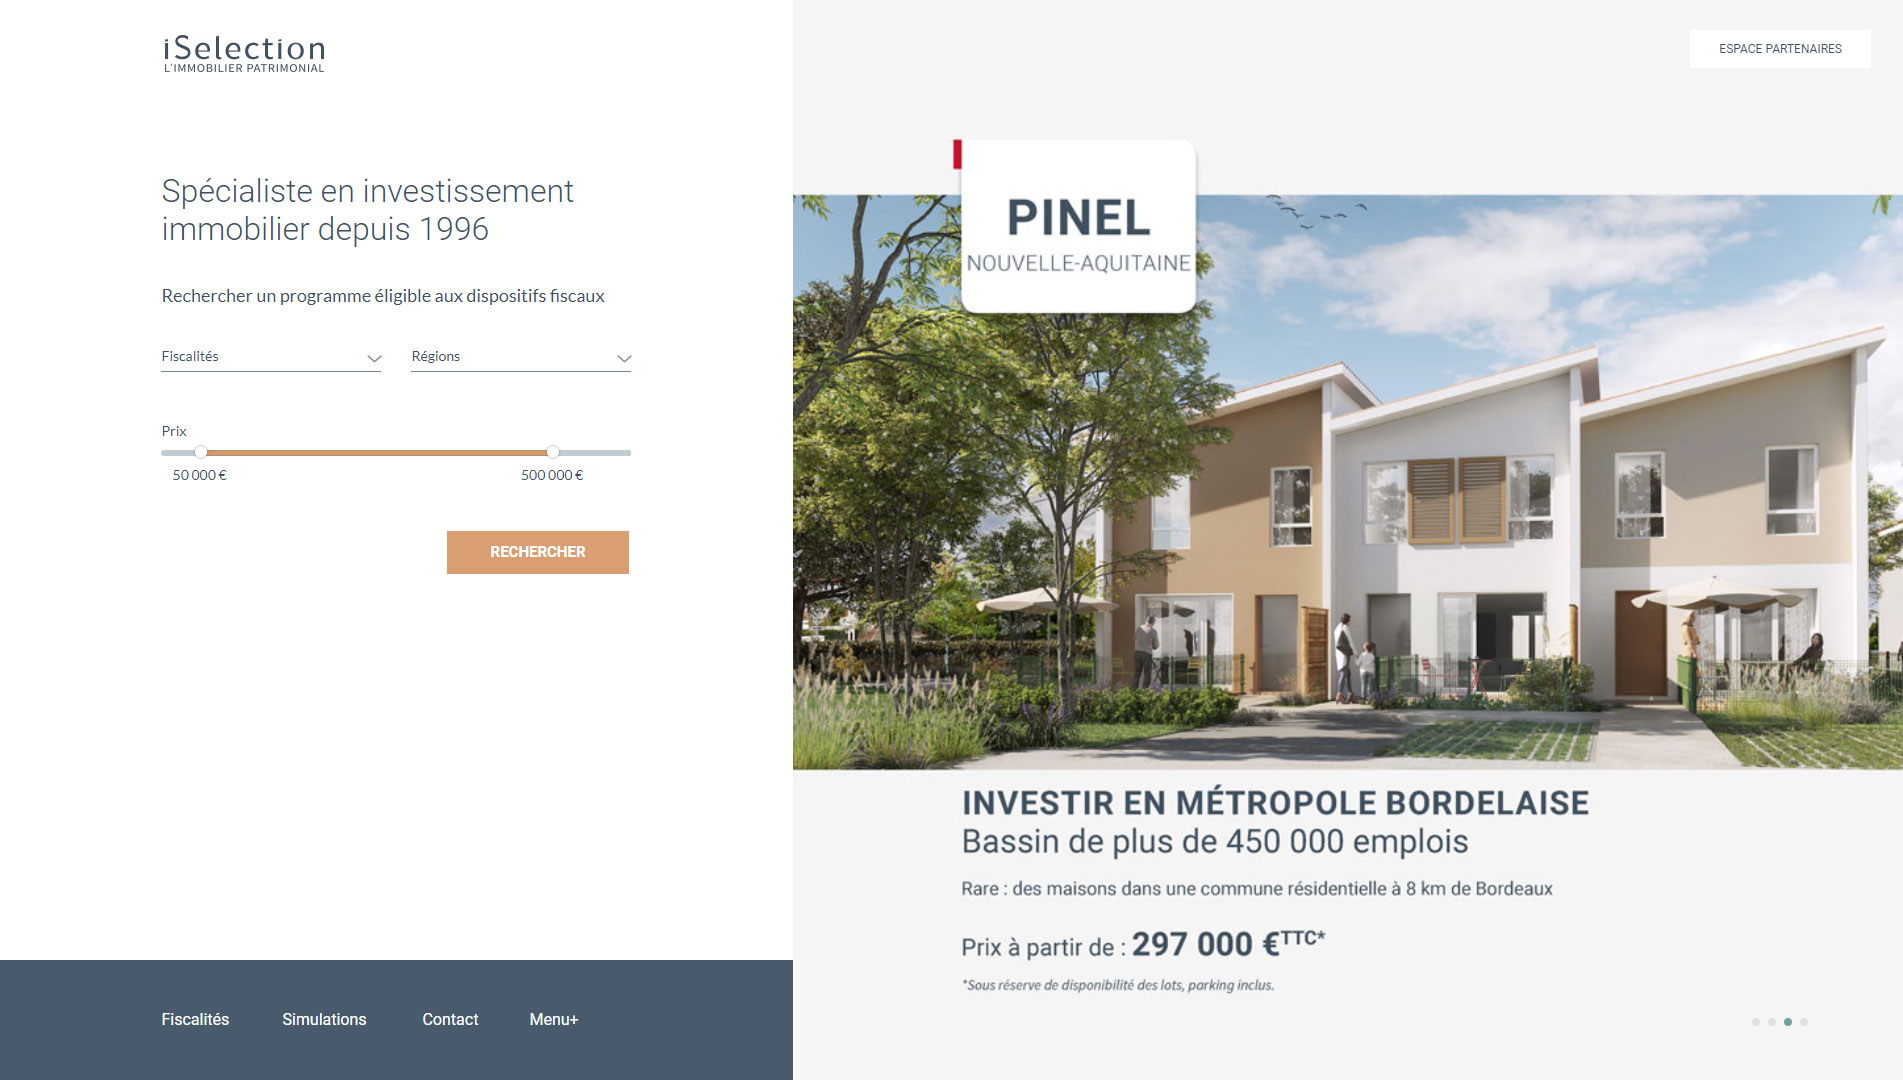 iSelection
L'IMMOBILIER PATRIMONIAL
ESPACE PARTENAIRES
Spécialiste en investissement
immobilier depuis 1996
Rechercher un programme éligible aux dispositifs fiscaux
Fiscalités
Régions
Prix
50 000 €
500 000 €
RECHERCHER
PINEL
NOUVELLE-AQUITAINE
INVESTIR EN MÉTROPOLE BORDELAISE
Bassin de plus de 450 000 emplois
Rare : des maisons dans une commune résidentielle à 8 km de Bordeaux
Prix à partir de : 297 000 €TTC*
*Sous réserve de disponibilité des lots, parking inclus.
Fiscalités
Simulations
Contact
Menu+